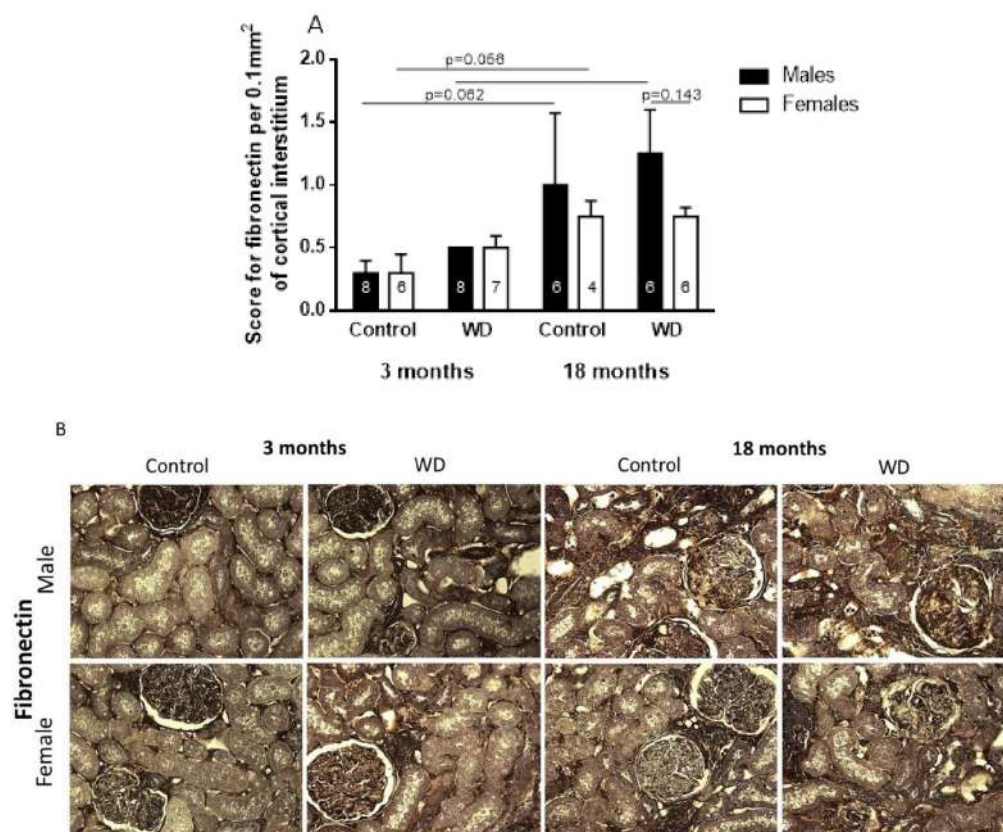 A
Score for fibronectin per 0.1mm²
of cortical interstitium
2.0
1.5
1.0
0.5
0.0
p=0.056
p=0.062
p=0.143
Males
Females
8 6 8 7 6 4 6 6
Control WD Control WD
3 months 18 months
B
3 months 18 months
Control WD Control WD
Fibronectin
Male
Female